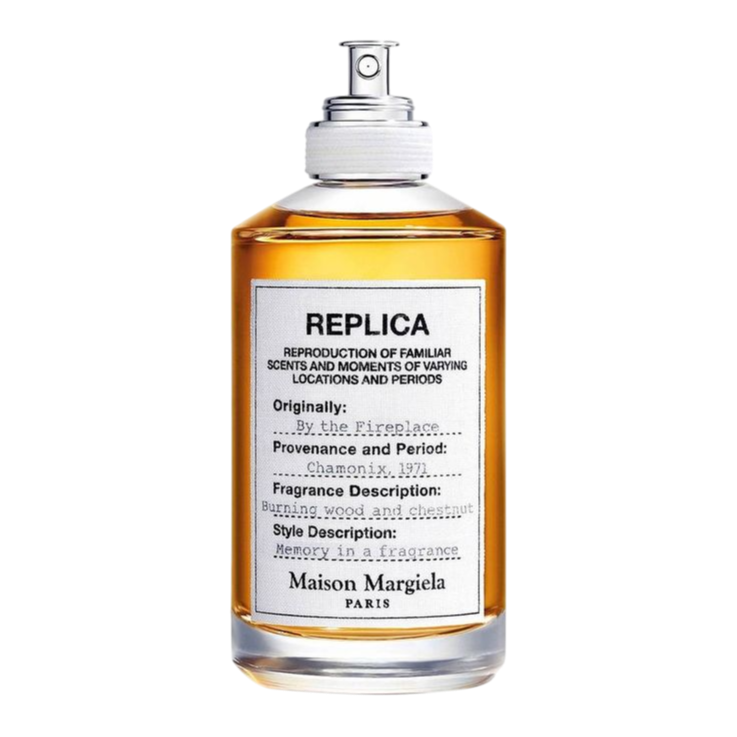 REPLICA
REPRODUCTION OF FAMILIAR
SCENTS AND MOMENTS OF VARYING
LOCATIONS AND PERIODS
Originally:
By the Fireplace
Provenance and Period:
Chamonix, 1971
Fragrance Description:
Burning wood and chestnut
Style Description:
Memory in a fragrance
Maison Margiela
PARIS